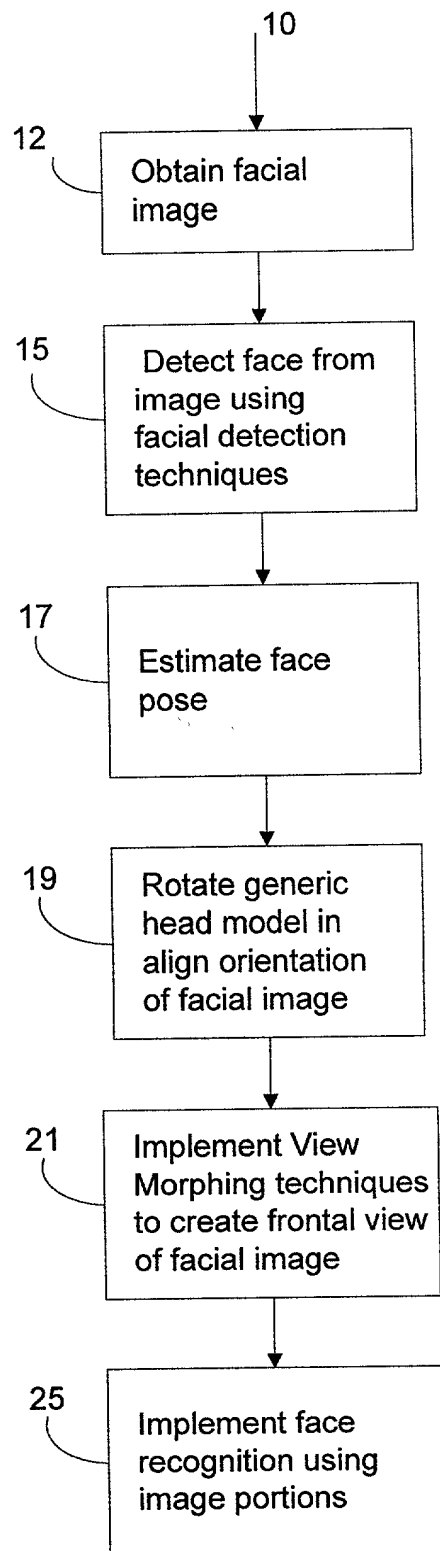 10
12
Obtain facial
image
15
Detect face from
image using
facial detection
techniques
17
Estimate face
pose
19
Rotate generic
head model in
align orientation
of facial image
21
Implement View
Morphing techniques
to create frontal view
of facial image
25
Implement face
recognition using
image portions